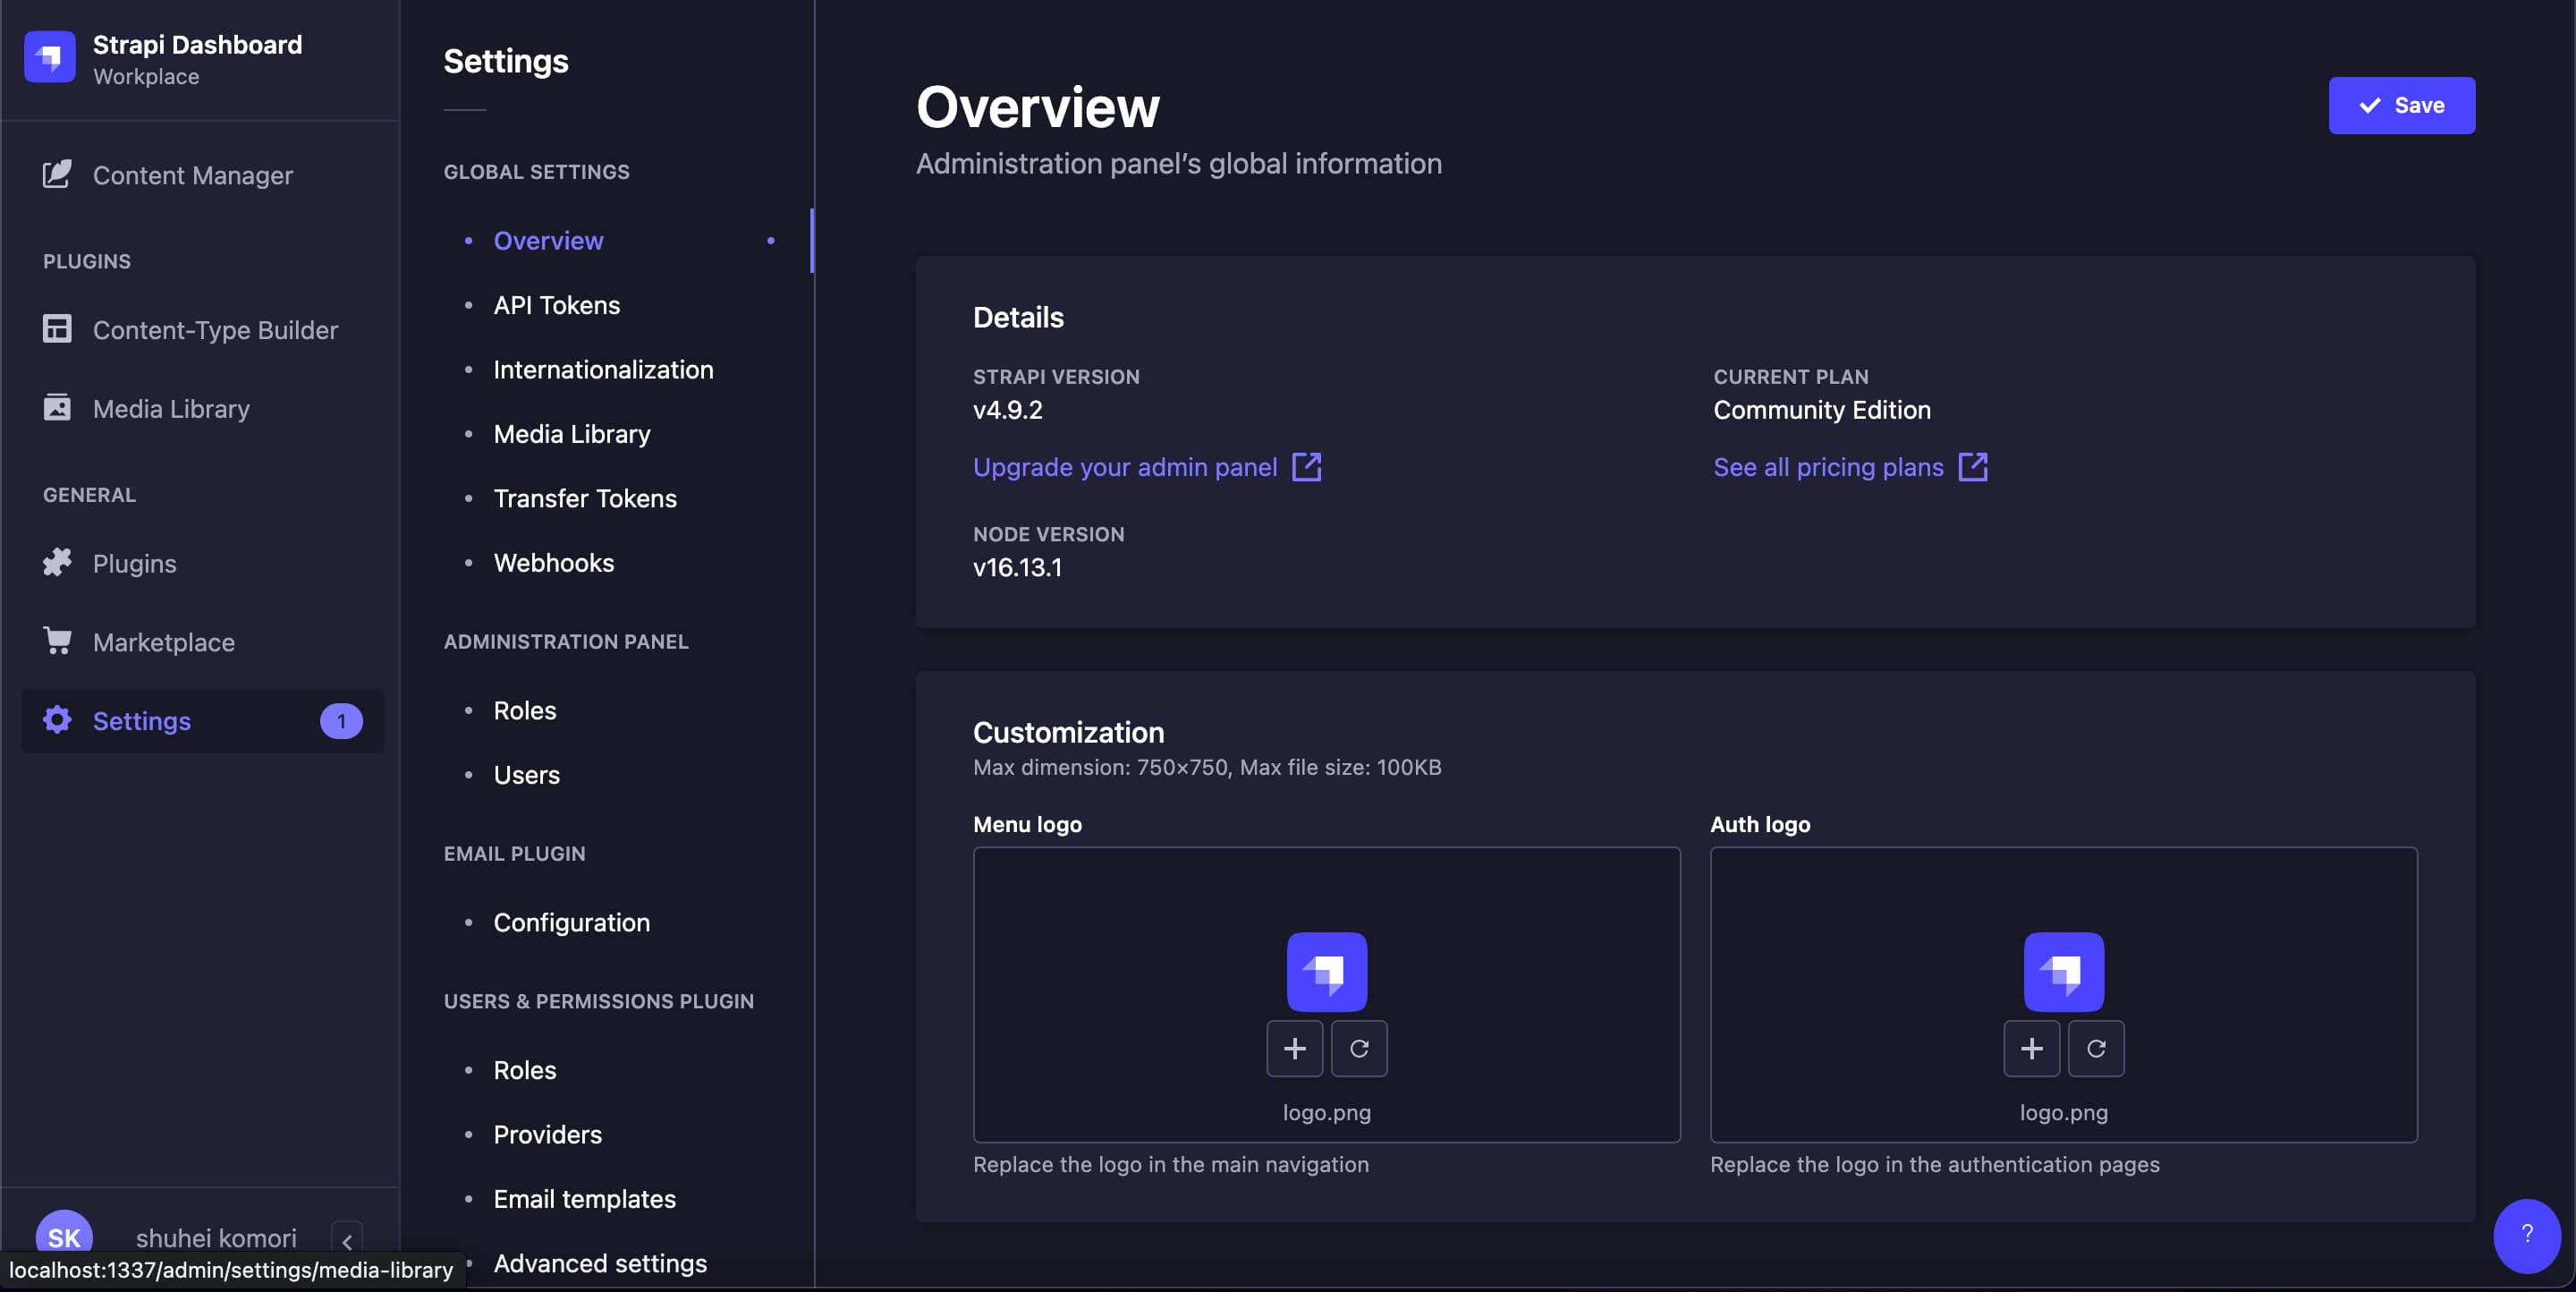 Strapi Dashboard
Workplace
Content Manager
PLUGINS
Content-Type Builder
Media Library
GENERAL
Plugins
Marketplace
Settings 1
SK shuhei komori
localhost:1337/admin/settings/media-library
Settings
GLOBAL SETTINGS
Overview
API Tokens
Internationalization
Media Library
Transfer Tokens
Webhooks
ADMINISTRATION PANEL
Roles
Users
EMAIL PLUGIN
Configuration
USERS & PERMISSIONS PLUGIN
Roles
Providers
Email templates
Advanced settings
Overview
Administration panel’s global information
Save
Details
STRAPI VERSION
v4.9.2
Upgrade your admin panel
CURRENT PLAN
Community Edition
See all pricing plans
NODE VERSION
v16.13.1
Customization
Max dimension: 750×750, Max file size: 100KB
Menu logo
logo.png
Replace the logo in the main navigation
Auth logo
logo.png
Replace the logo in the authentication pages
?